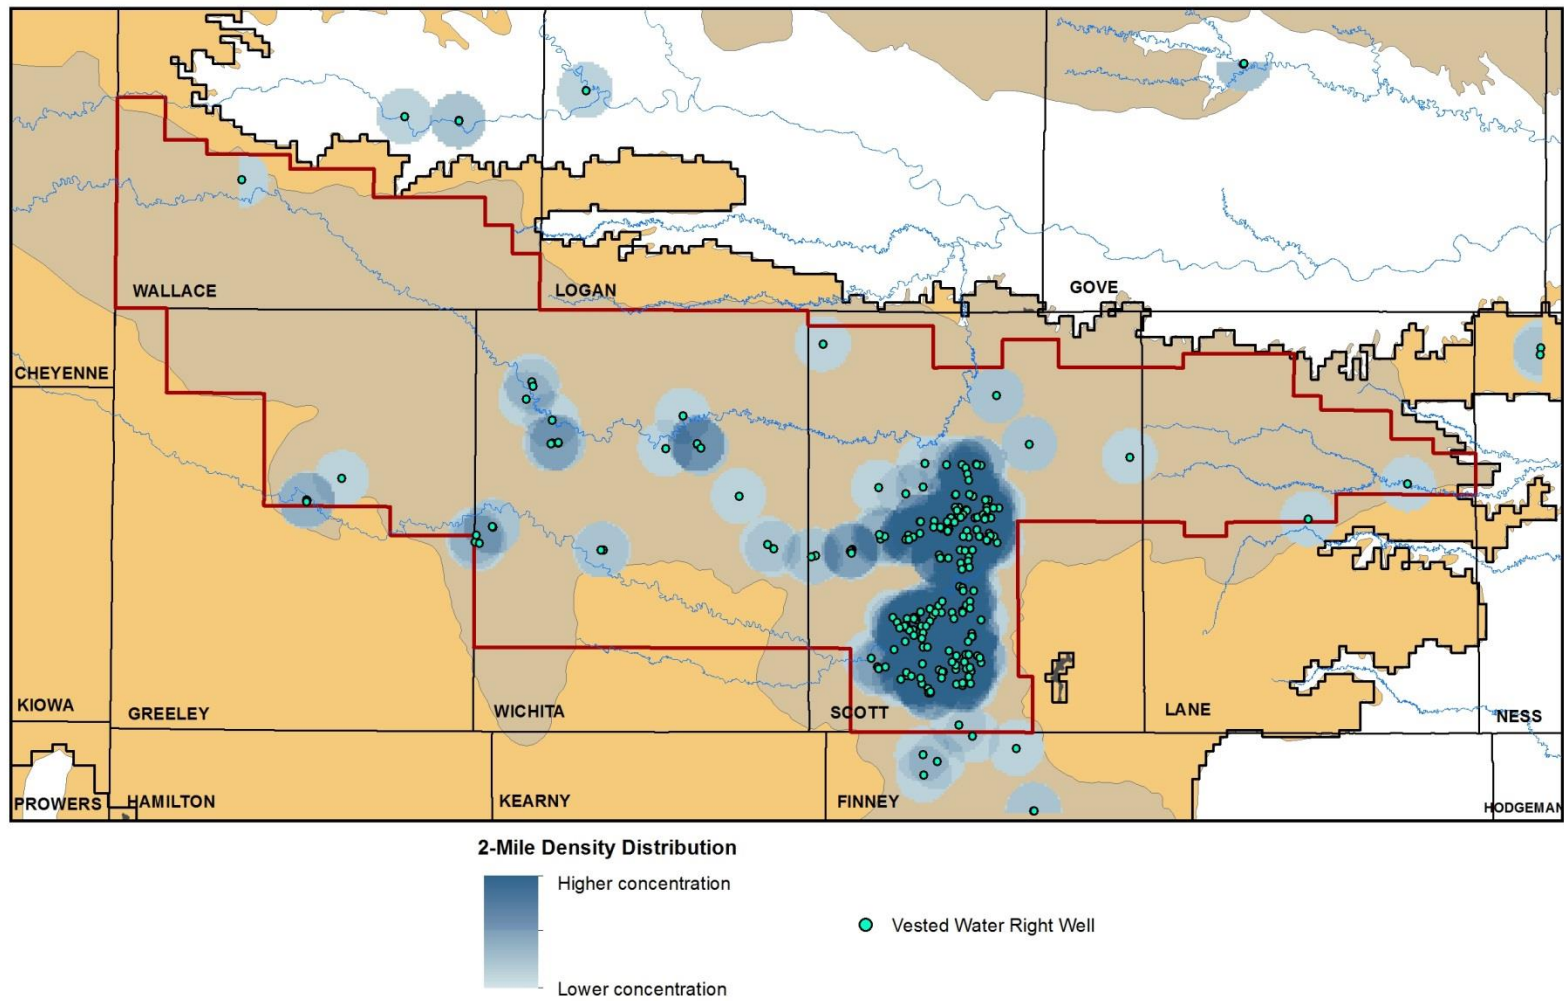 WALLACE
LOGAN
GOVE
CHEYENNE
KIOWA
GREELEY
WICHITA
SCOTT
LANE
NESS
PROWERS
HAMILTON
KEARNY
FINNEY
HODGEMAN
2-Mile Density Distribution
Higher concentration
Vested Water Right Well
Lower concentration